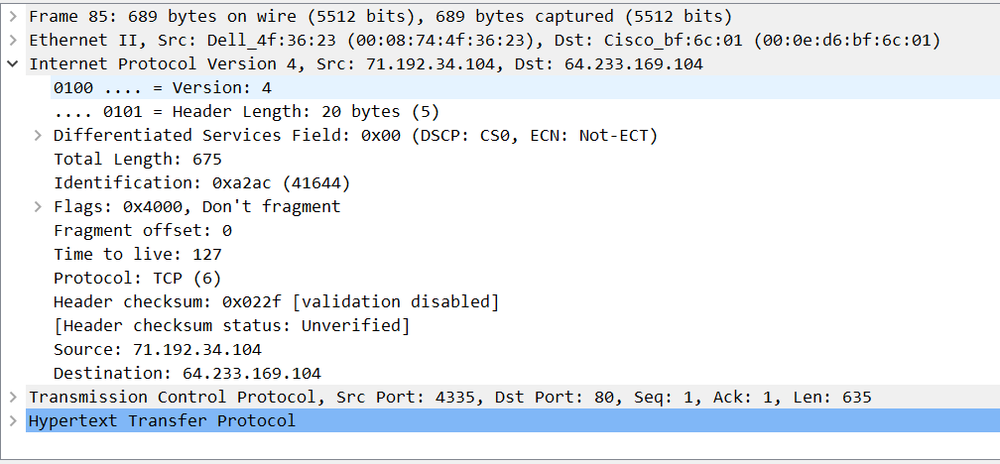 Frame 85: 689 bytes on wire (5512 bits), 689 bytes captured (5512 bits)
Ethernet II, Src: Dell_4f:36:23 (00:08:74:4f:36:23), Dst: Cisco_bf:6c:01 (00:0e:d6:bf:6c:01)
Internet Protocol Version 4, Src: 71.192.34.104, Dst: 64.233.169.104
0100 .... = Version: 4
.... 0101 = Header Length: 20 bytes (5)
Differentiated Services Field: 0x00 (DSCP: CS0, ECN: Not-ECT)
Total Length: 675
Identification: 0xa2ac (41644)
Flags: 0x4000, Don't fragment
Fragment offset: 0
Time to live: 127
Protocol: TCP (6)
Header checksum: 0x022f [validation disabled]
[Header checksum status: Unverified]
Source: 71.192.34.104
Destination: 64.233.169.104
Transmission Control Protocol, Src Port: 4335, Dst Port: 80, Seq: 1, Ack: 1, Len: 635
Hypertext Transfer Protocol